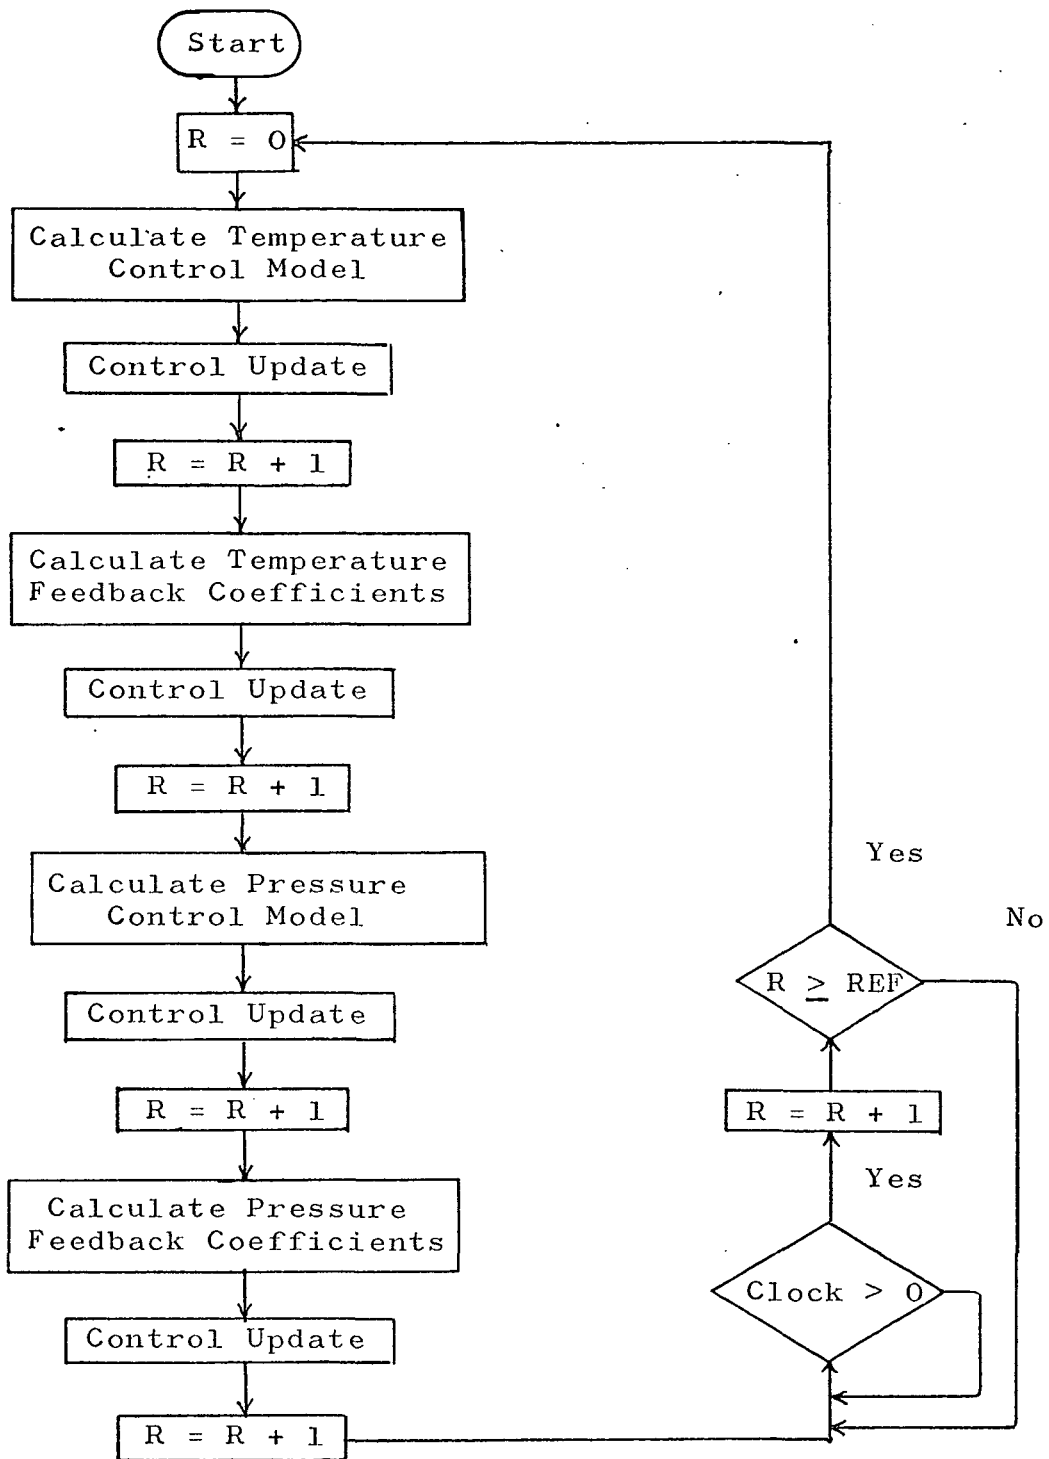 Start
R = 0
Calculate Temperature
Control Model
Control Update
R = R + 1
Calculate Temperature
Feedback Coefficients
Control Update
R = R + 1
Calculate Pressure
Control Model
Control Update
R = R + 1
Calculate Pressure
Feedback Coefficients
Control Update
R = R + 1
Yes
No
R ≥ REF
R = R + 1
Yes
Clock > 0